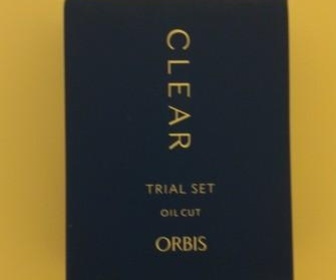 CLEAR
TRIAL SET
OIL CUT
ORBIS